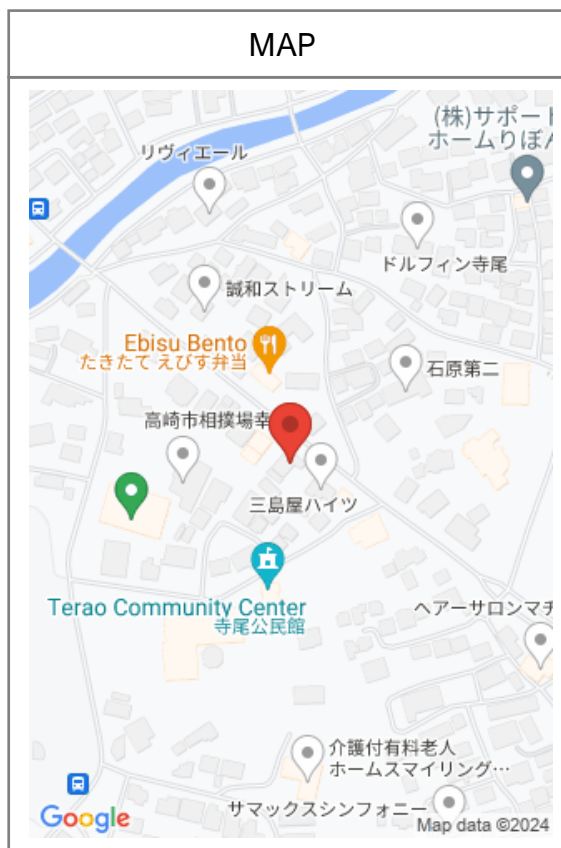 MAP
(株)サポート
ホームりぼん
リヴィエール
ドルフィン寺尾
誠和ストリーム
Ebisu Bento
たきたて えびす弁当
石原第二
高崎市相撲場幸
三島屋ハイツ
Terao Community Center
寺尾公民館
ヘアーサロンマチ
介護付有料老人
ホームスマイリング…
サマックスシンフォニー
Google
Map data ©2024